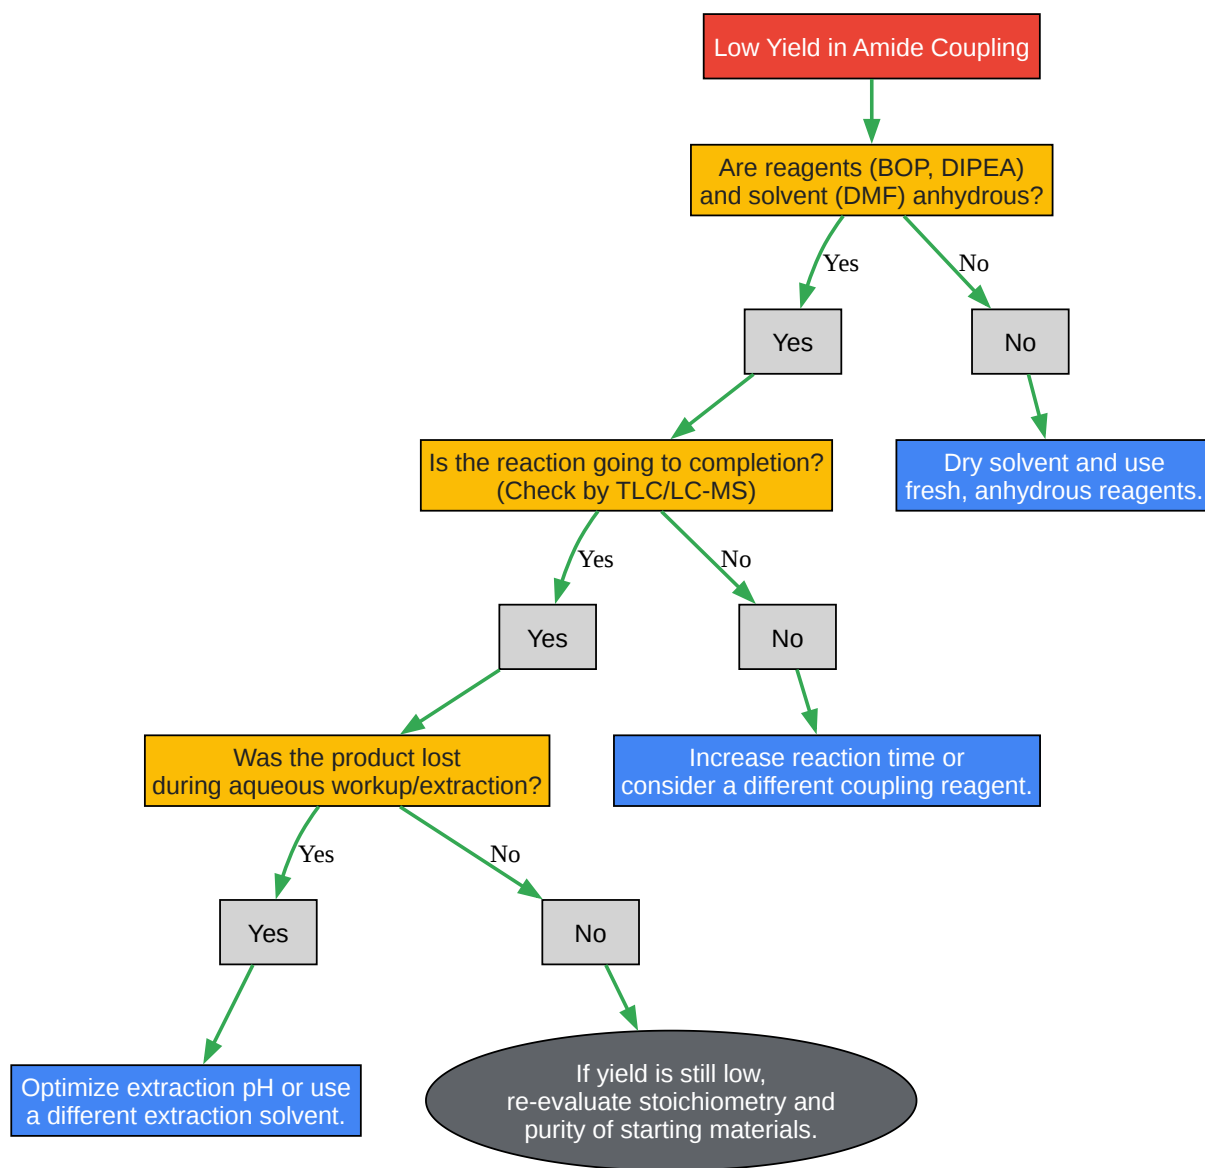 Low Yield in Amide Coupling
Are reagents (BOP, DIPEA)
and solvent (DMF) anhydrous?
Yes
No
Yes
No
Is the reaction going to completion?
(Check by TLC/LC-MS)
Dry solvent and use
fresh, anhydrous reagents.
Yes
No
Yes
No
Was the product lost
during aqueous workup/extraction?
Increase reaction time or
consider a different coupling reagent.
Yes
No
Yes
No
Optimize extraction pH or use
a different extraction solvent.
If yield is still low,
re-evaluate stoichiometry and
purity of starting materials.